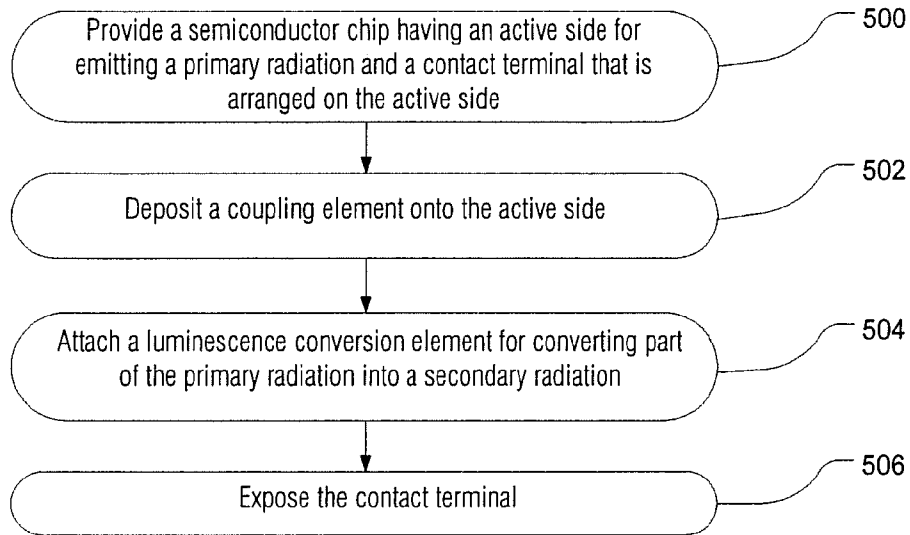 Provide a semiconductor chip having an active side for
emitting a primary radiation and a contact terminal that is
arranged on the active side
500
Deposit a coupling element onto the active side
502
Attach a luminescence conversion element for converting part
of the primary radiation into a secondary radiation
504
Expose the contact terminal
506